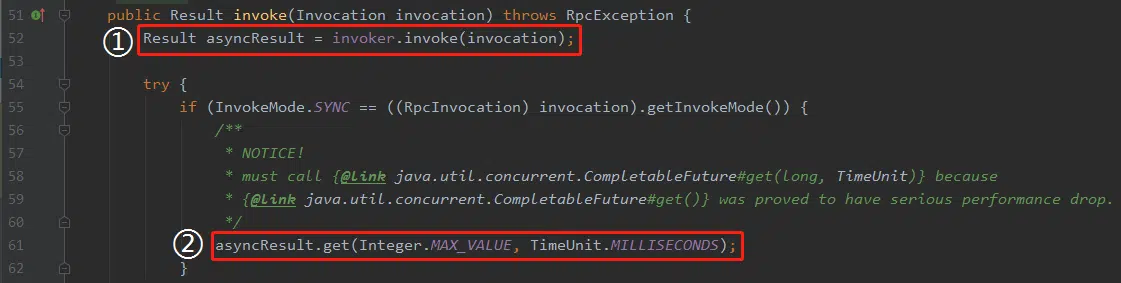 51 public Result invoke(Invocation invocation) throws RpcException {
① 52 Result asyncResult = invoker.invoke(invocation);
53
54 try {
55 if (InvokeMode.SYNC == ((RpcInvocation) invocation).getInvokeMode()) {
56 /**
57 * NOTICE!
58 * must call {@link java.util.concurrent.CompletableFuture#get(long, TimeUnit)} because
59 * {@link java.util.concurrent.CompletableFuture#get()} was proved to have serious performance drop.
60 */
② 61 asyncResult.get(Integer.MAX_VALUE, TimeUnit.MILLISECONDS);
62 }